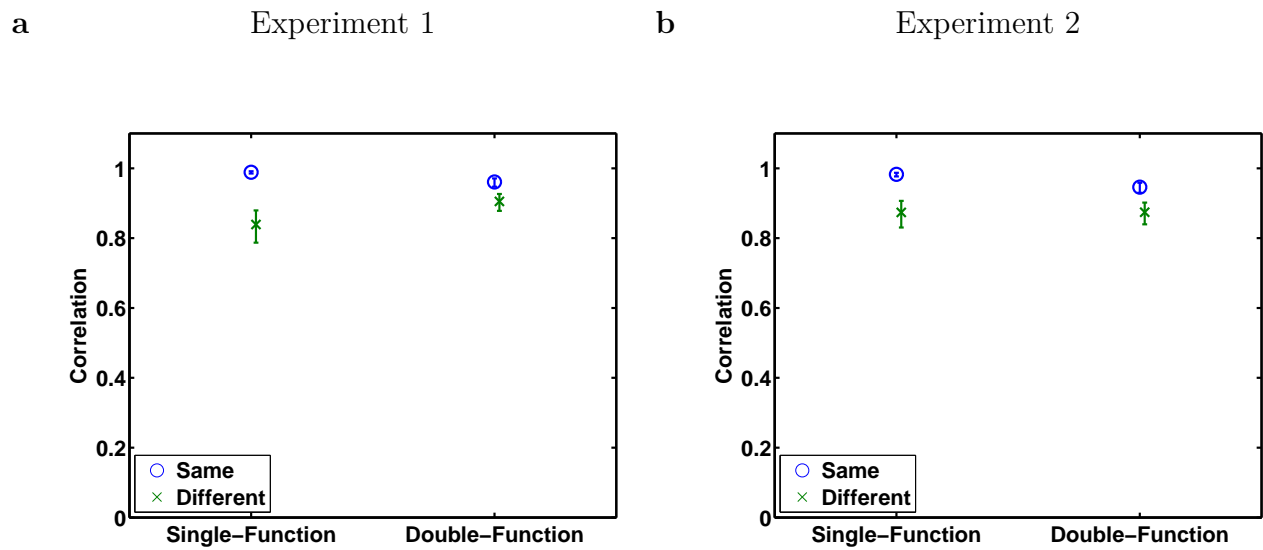 a
Experiment 1
Correlation
1
0.8
0.6
0.4
0.2
0
Same
Different
Single-Function
Double-Function
b
Experiment 2
Correlation
1
0.8
0.6
0.4
0.2
0
Same
Different
Single-Function
Double-Function